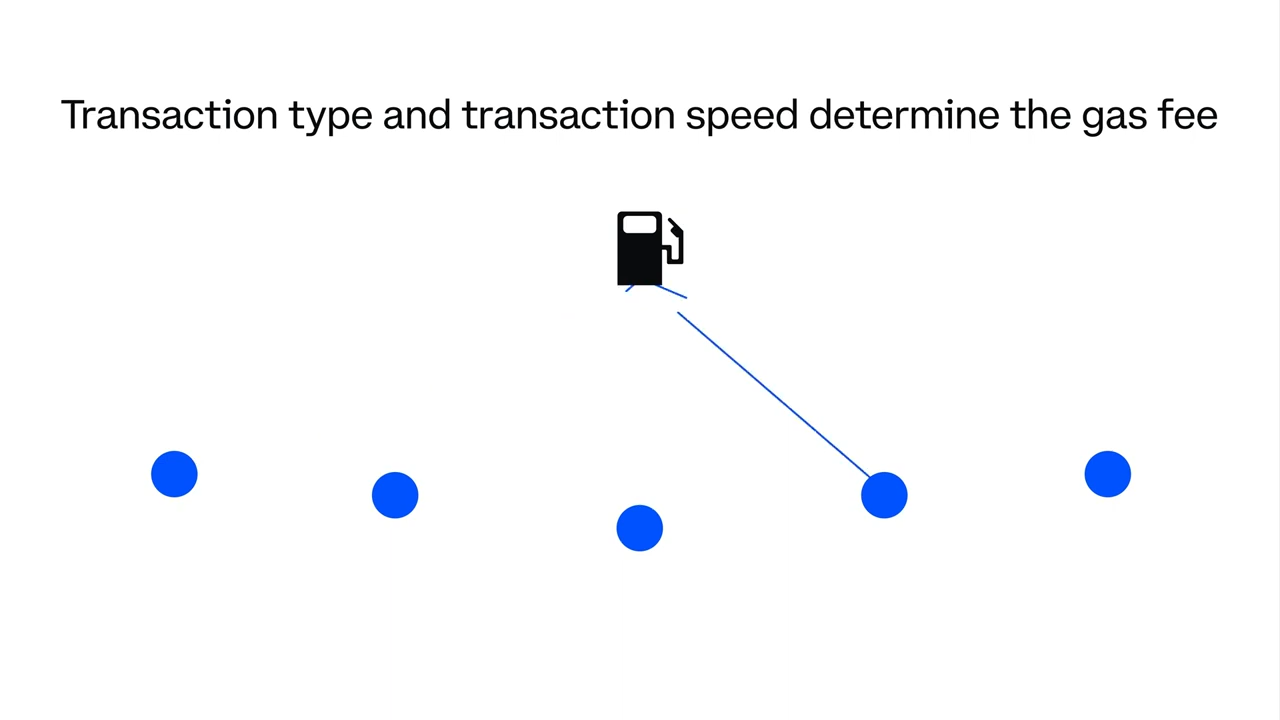 Transaction type and transaction speed determine the gas fee